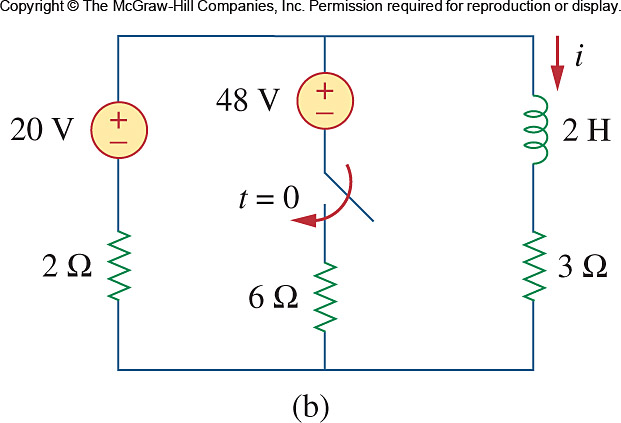 Copyright © The McGraw-Hill Companies, Inc. Permission required for reproduction or display.
i
48 V
+
−
20 V
+
−
2 H
t = 0
2 Ω
3 Ω
6 Ω
(b)